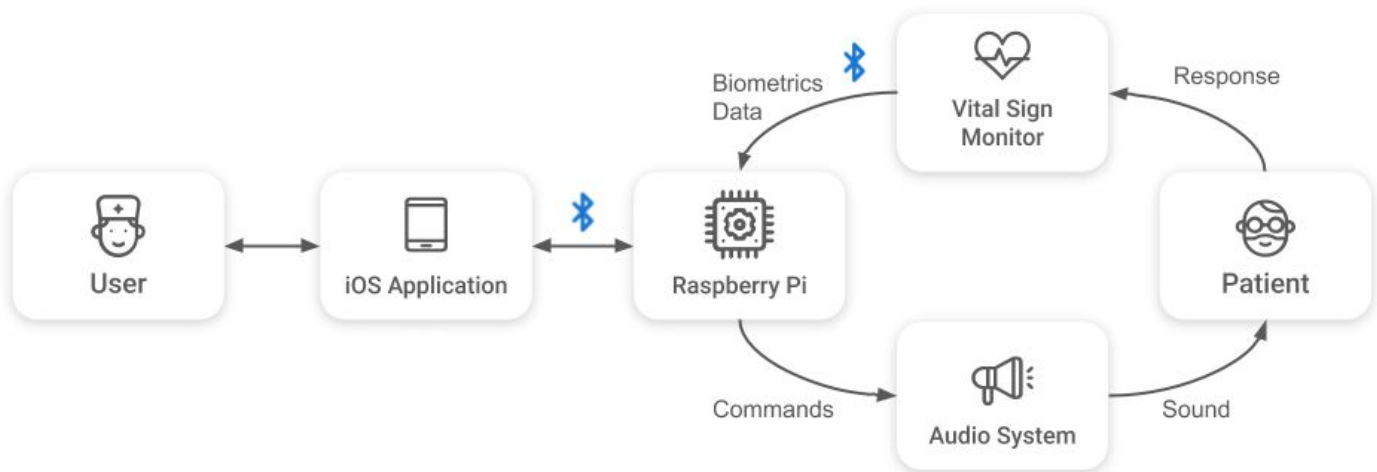 Biometrics
Data
Vital Sign
Monitor
Response
User
iOS Application
Raspberry Pi
Patient
Commands
Audio System
Sound